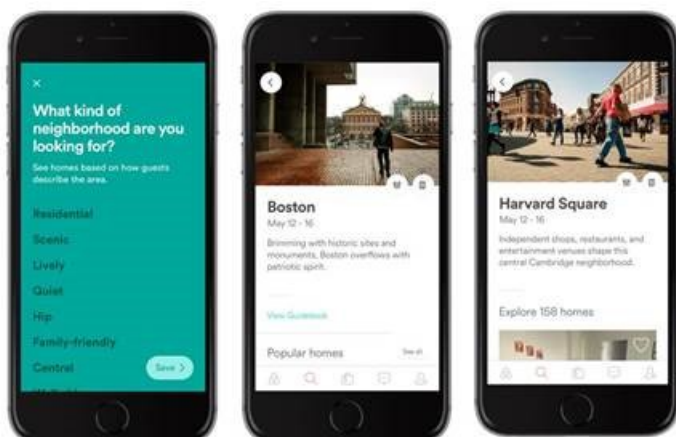 What kind of
neighborhood are you
looking for?
See homes based on how guests
describe the area.
Residential
Scenic
Lively
Quiet
Hip
Family-friendly
Central
Save >
Boston
May 12 - 16
Brimming with historic sites and
monuments, Boston overflows with
patriotic spirit.
View Guidebook
Popular homes
See all
Harvard Square
May 12 - 16
Independent shops, restaurants, and
entertainment venues shape this
central Cambridge neighborhood.
Explore 158 homes